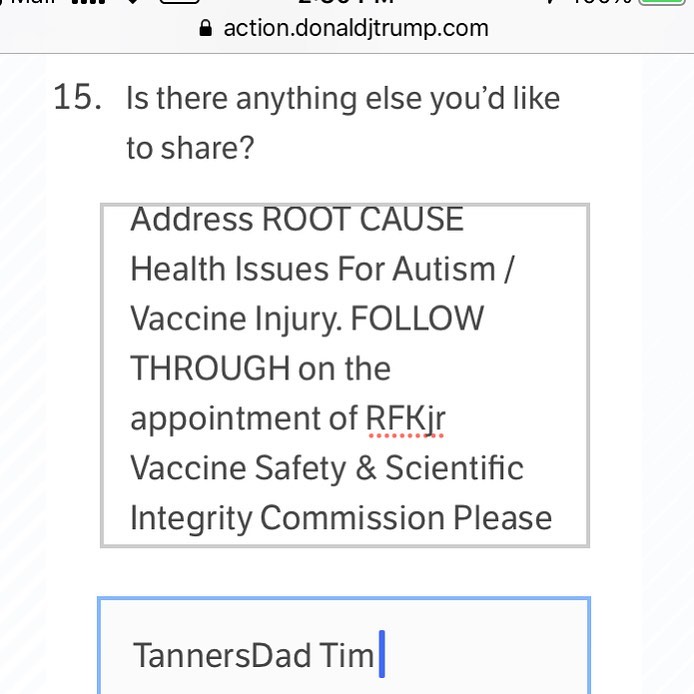 action.donaldjtrump.com
15. Is there anything else you'd like
to share?
Address ROOT CAUSE
Health Issues For Autism /
Vaccine Injury. FOLLOW
THROUGH on the
appointment of RFKjr
Vaccine Safety & Scientific
Integrity Commission Please
TannersDad Tim